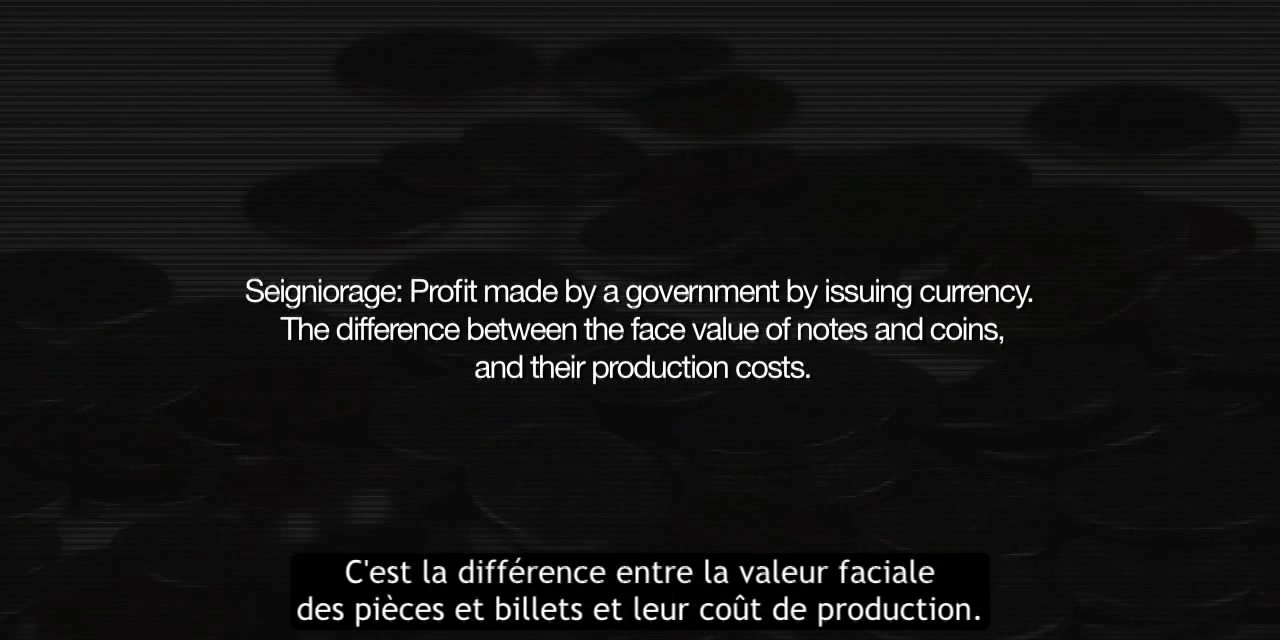 Seigniorage: Profit made by a government by issuing currency.
The difference between the face value of notes and coins,
and their production costs.
C'est la différence entre la valeur faciale
des pièces et billets et leur coût de production.